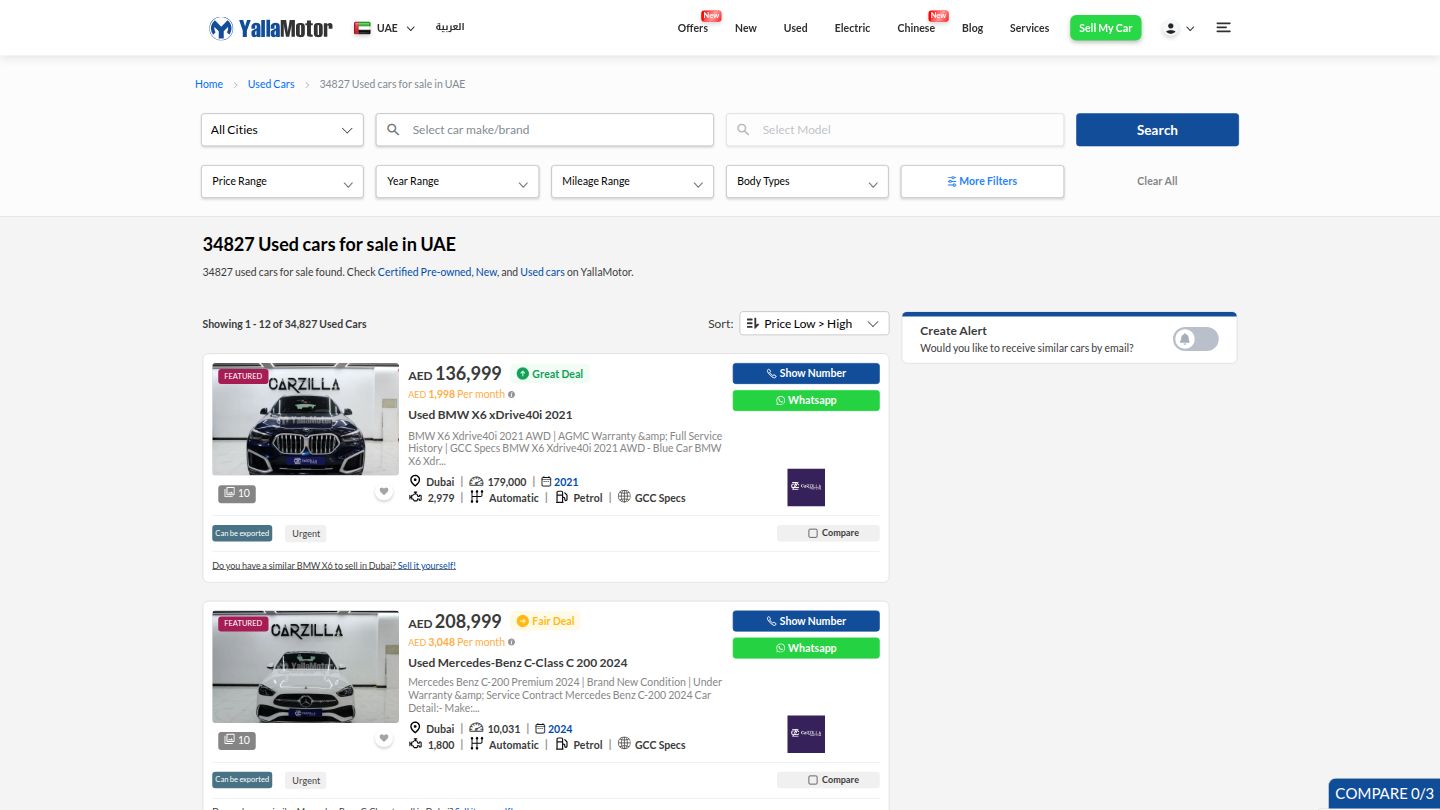 YallaMotor
UAE
العربية
Offers
New
New
Used
Electric
Chinese
New
Blog
Services
Sell My Car
Home > Used Cars > 34827 Used cars for sale in UAE
All Cities
Select car make/brand
Select Model
Search
Price Range
Year Range
Mileage Range
Body Types
More Filters
Clear All
34827 Used cars for sale in UAE
34827 used cars for sale found. Check Certified Pre-owned, New, and Used cars on YallaMotor.
Showing 1 - 12 of 34,827 Used Cars
Sort:
Price Low > High
Create Alert
Would you like to receive similar cars by email?
FEATURED
CARZILLA
YallaMotor
10
AED 136,999
Great Deal
AED 1,998 Per month
Used BMW X6 xDrive40i 2021
BMW X6 Xdrive40i 2021 AWD | AGMC Warranty &amp; Full Service
History | GCC Specs BMW X6 Xdrive40i 2021 AWD - Blue Car BMW
X6 Xdr...
Dubai | 179,000 | 2021
2,979 | Automatic | Petrol | GCC Specs
Show Number
Whatsapp
CARZILLA
Can be exported
Urgent
Compare
Do you have a similar BMW X6 to sell in Dubai? Sell it yourself!
FEATURED
CARZILLA
YallaMotor
10
AED 208,999
Fair Deal
AED 3,048 Per month
Used Mercedes-Benz C-Class C 200 2024
Mercedes Benz C-200 Premium 2024 | Brand New Condition | Under
Warranty &amp; Service Contract Mercedes Benz C-200 2024 Car
Detail:- Make:...
Dubai | 10,031 | 2024
1,800 | Automatic | Petrol | GCC Specs
Show Number
Whatsapp
CARZILLA
Can be exported
Urgent
Compare
COMPARE 0/3